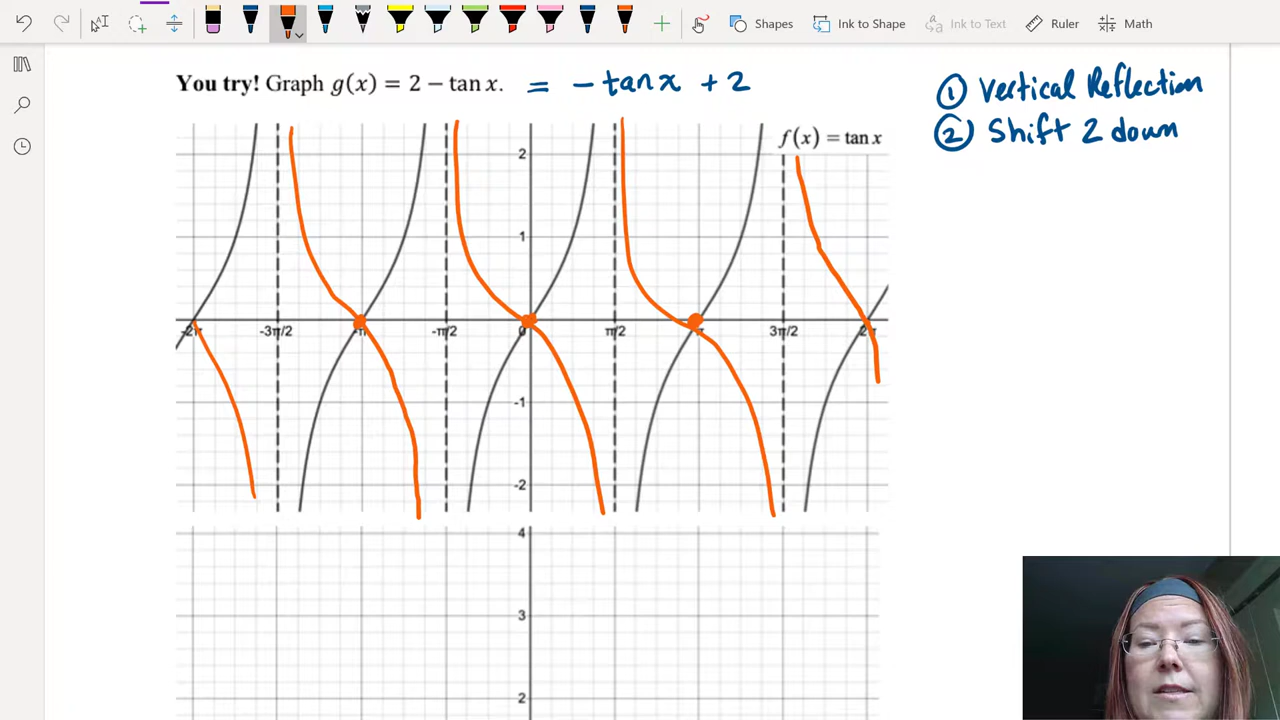 Shapes Ink to Shape Ink to Text Ruler Math
You try! Graph g(x) = 2 − tan x. = − tan x + 2
① Vertical Reflection
② Shift 2 down
f(x) = tan x
2
1
-2π -3π/2 -π -π/2 0 π/2 π 3π/2 2π
-1
-2
4
3
2